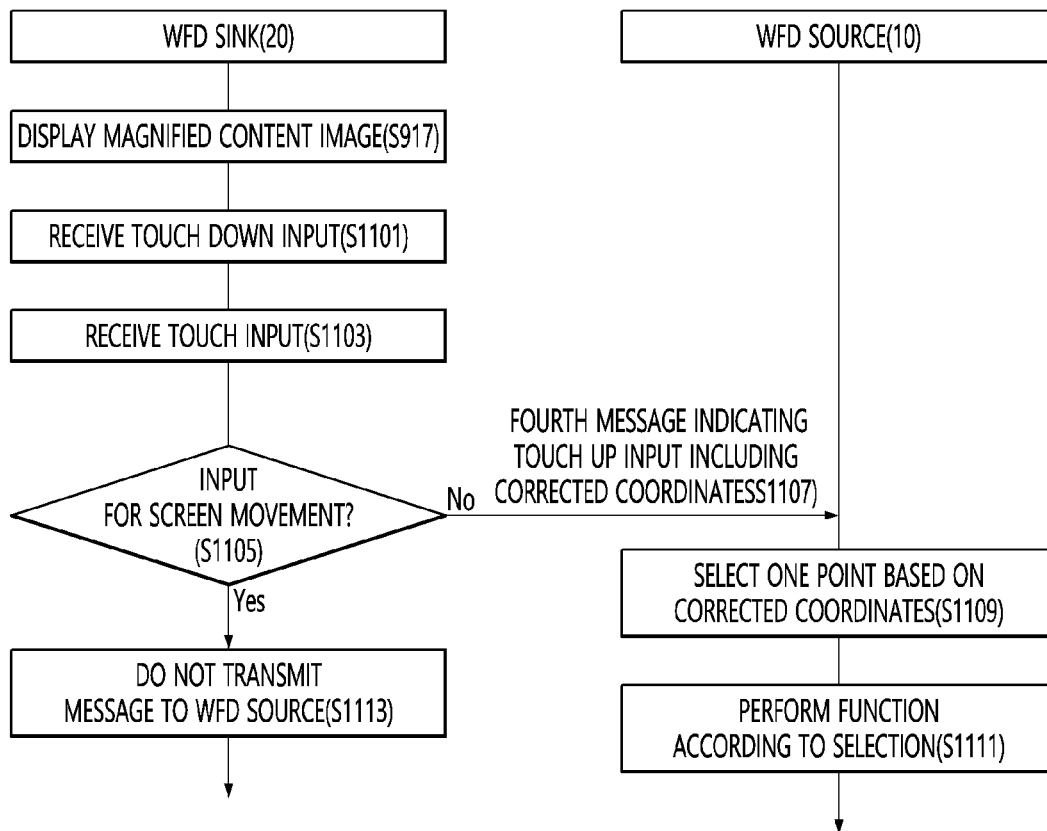 WFD SINK(20)
WFD SOURCE(10)
DISPLAY MAGNIFIED CONTENT IMAGE(S917)
RECEIVE TOUCH DOWN INPUT(S1101)
RECEIVE TOUCH INPUT(S1103)
FOURTH MESSAGE INDICATING
TOUCH UP INPUT INCLUDING
CORRECTED COORDINATESS1107)
INPUT
FOR SCREEN MOVEMENT?
(S1105)
No
Yes
SELECT ONE POINT BASED ON
CORRECTED COORDINATES(S1109)
DO NOT TRANSMIT
MESSAGE TO WFD SOURCE(S1113)
PERFORM FUNCTION
ACCORDING TO SELECTION(S1111)